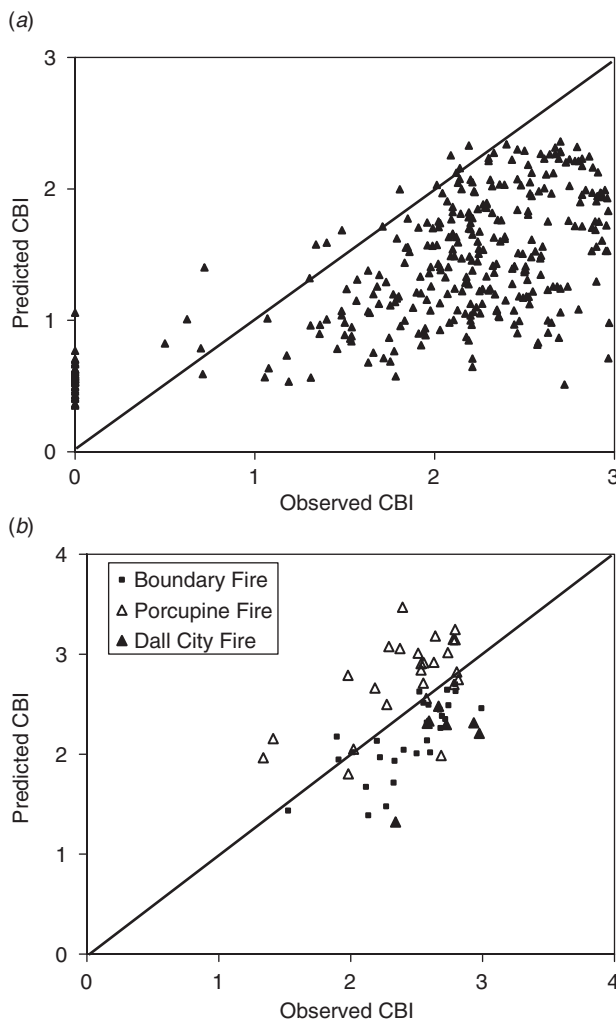 (a)
3
2
1
0
Predicted CBI
0 1 2 3
Observed CBI
(b)
4
3
2
1
0
Predicted CBI
Boundary Fire
Porcupine Fire
Dall City Fire
0 1 2 3 4
Observed CBI